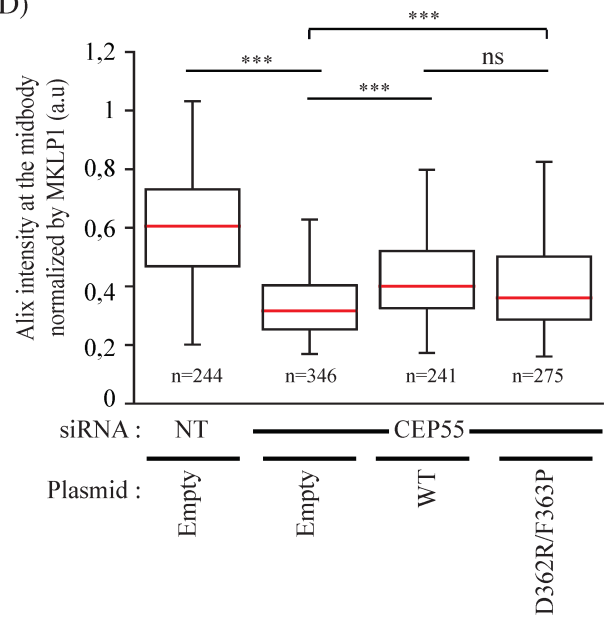 D)
***
***
ns
***
Alix intensity at the midbody
normalized by MKLP1 (a.u)
1,2
1
0,8
0,6
0,4
0,2
0
n=244
n=346
n=241
n=275
siRNA : NT CEP55
Plasmid :
Empty
Empty
WT
D362R/F363P